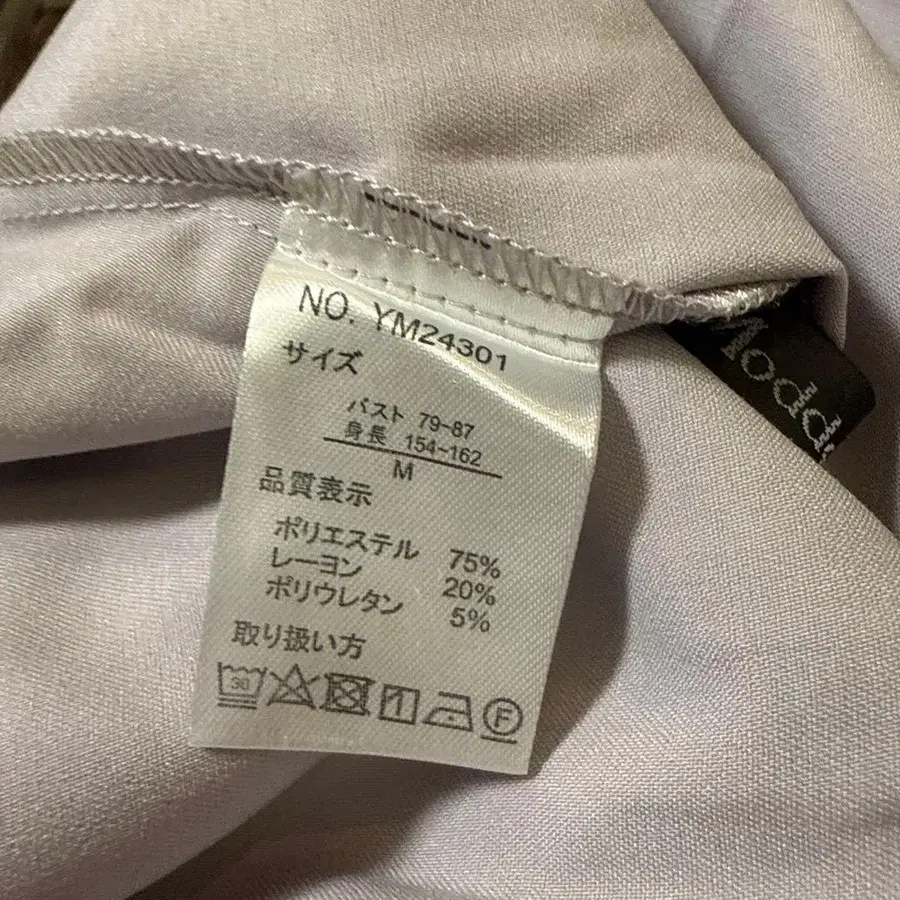 NO. YM24301
サイズ
バスト 79~87
身長 154~162
M
品質表示
ポリエステル 75%
レーヨン 20%
ポリウレタン 5%
取り扱い方
30
F